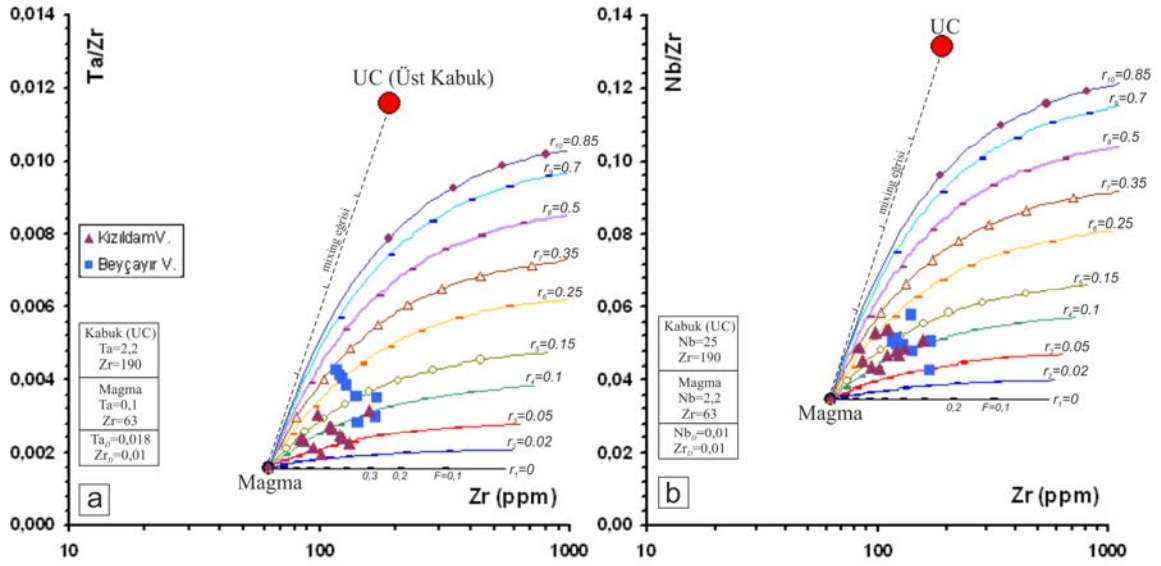 0,014
0,012
0,010
0,008
0,006
0,004
0,002
0,000
Ta/Zr
UC (Üst Kabuk)
mixing eğrisi
r10=0.85
r9=0.7
r8=0.5
r7=0.35
r6=0.25
r5=0.15
r4=0.1
r3=0.05
r2=0.02
r1=0
0,3 0,2 F=0,1
KızıldamV.
Beyçayır V.
Kabuk (UC)
Ta=2,2
Zr=190
Magma
Ta=0,1
Zr=63
TaD=0,018
ZrD=0,01
Magma
a
Zr (ppm)
10 100 1000
0,14
0,12
0,10
0,08
0,06
0,04
0,02
0,00
Nb/Zr
UC
mixing eğrisi
r10=0.85
r9=0.7
r8=0.5
r7=0.35
r6=0.25
r5=0.15
r4=0.1
r3=0.05
r2=0.02
r1=0
0,2 F=0,1
Kabuk (UC)
Nb=25
Zr=190
Magma
Nb=2,2
Zr=63
NbD=0,01
ZrD=0,01
Magma
b
Zr (ppm)
10 100 1000